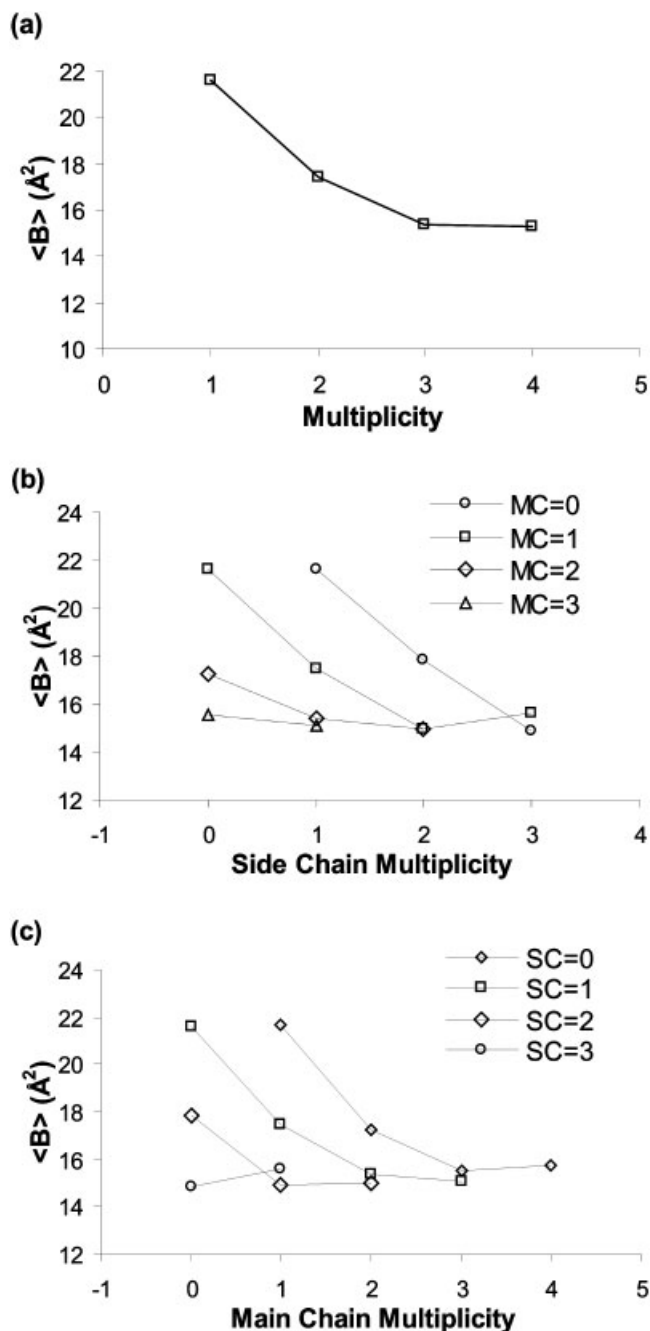 (a)
22
20
18
16
14
12
10
<B> (Å²)
0 1 2 3 4 5
Multiplicity
(b)
MC=0
MC=1
MC=2
MC=3
24
22
20
18
16
14
12
<B> (Å²)
-1 0 1 2 3 4
Side Chain Multiplicity
(c)
SC=0
SC=1
SC=2
SC=3
24
22
20
18
16
14
12
<B> (Å²)
-1 0 1 2 3 4 5
Main Chain Multiplicity